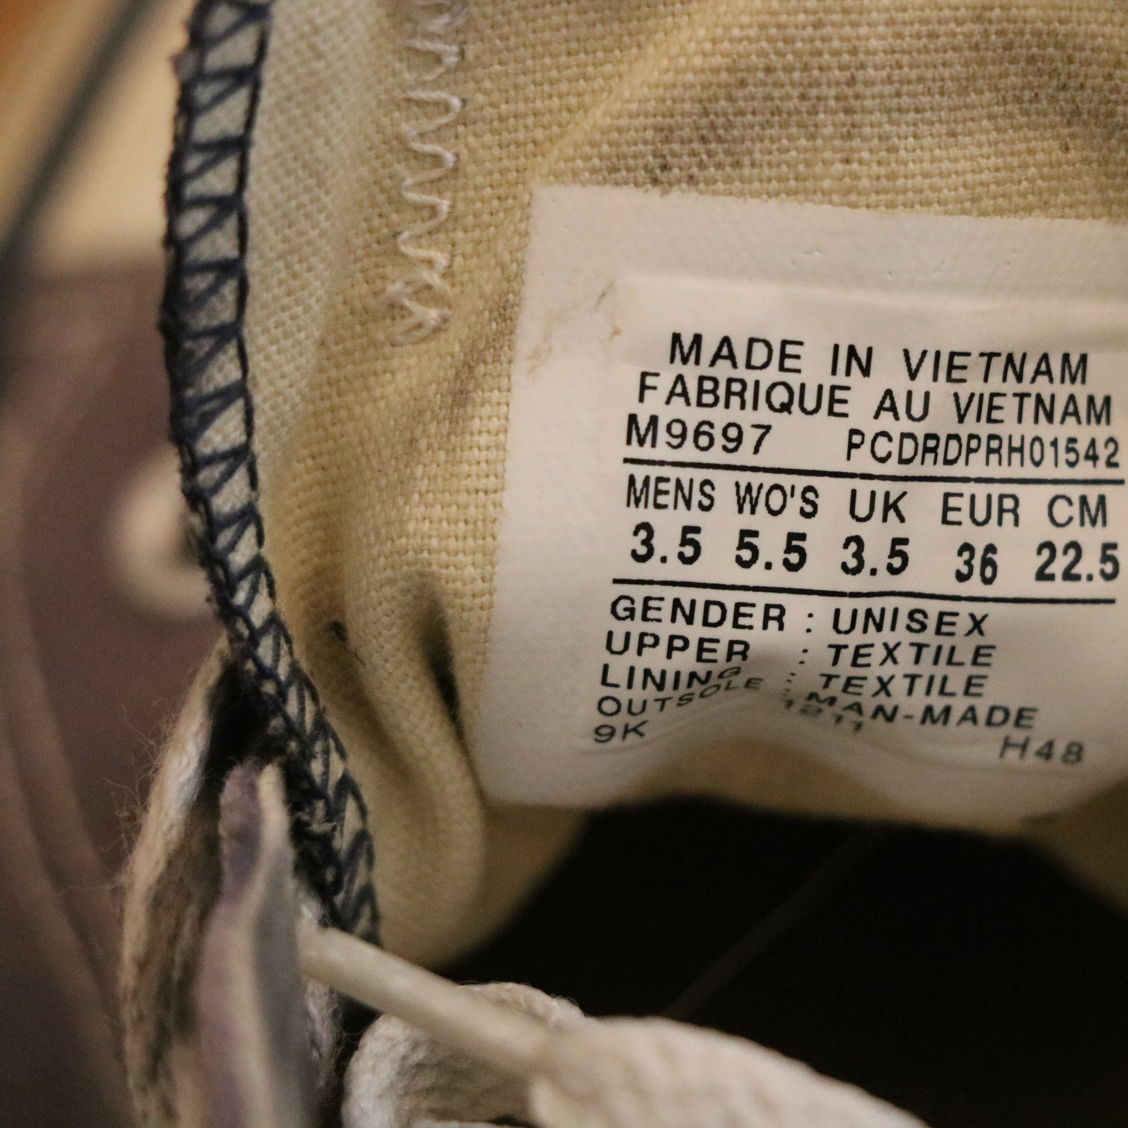 MADE IN VIETNAM
FABRIQUE AU VIETNAM
M9697 PCDRDPRH01542
MENS WO'S UK EUR CM
3.5 5.5 3.5 36 22.5
GENDER : UNISEX
UPPER : TEXTILE
LINING : TEXTILE
OUTSOLE : MAN-MADE
9K 1211 H48